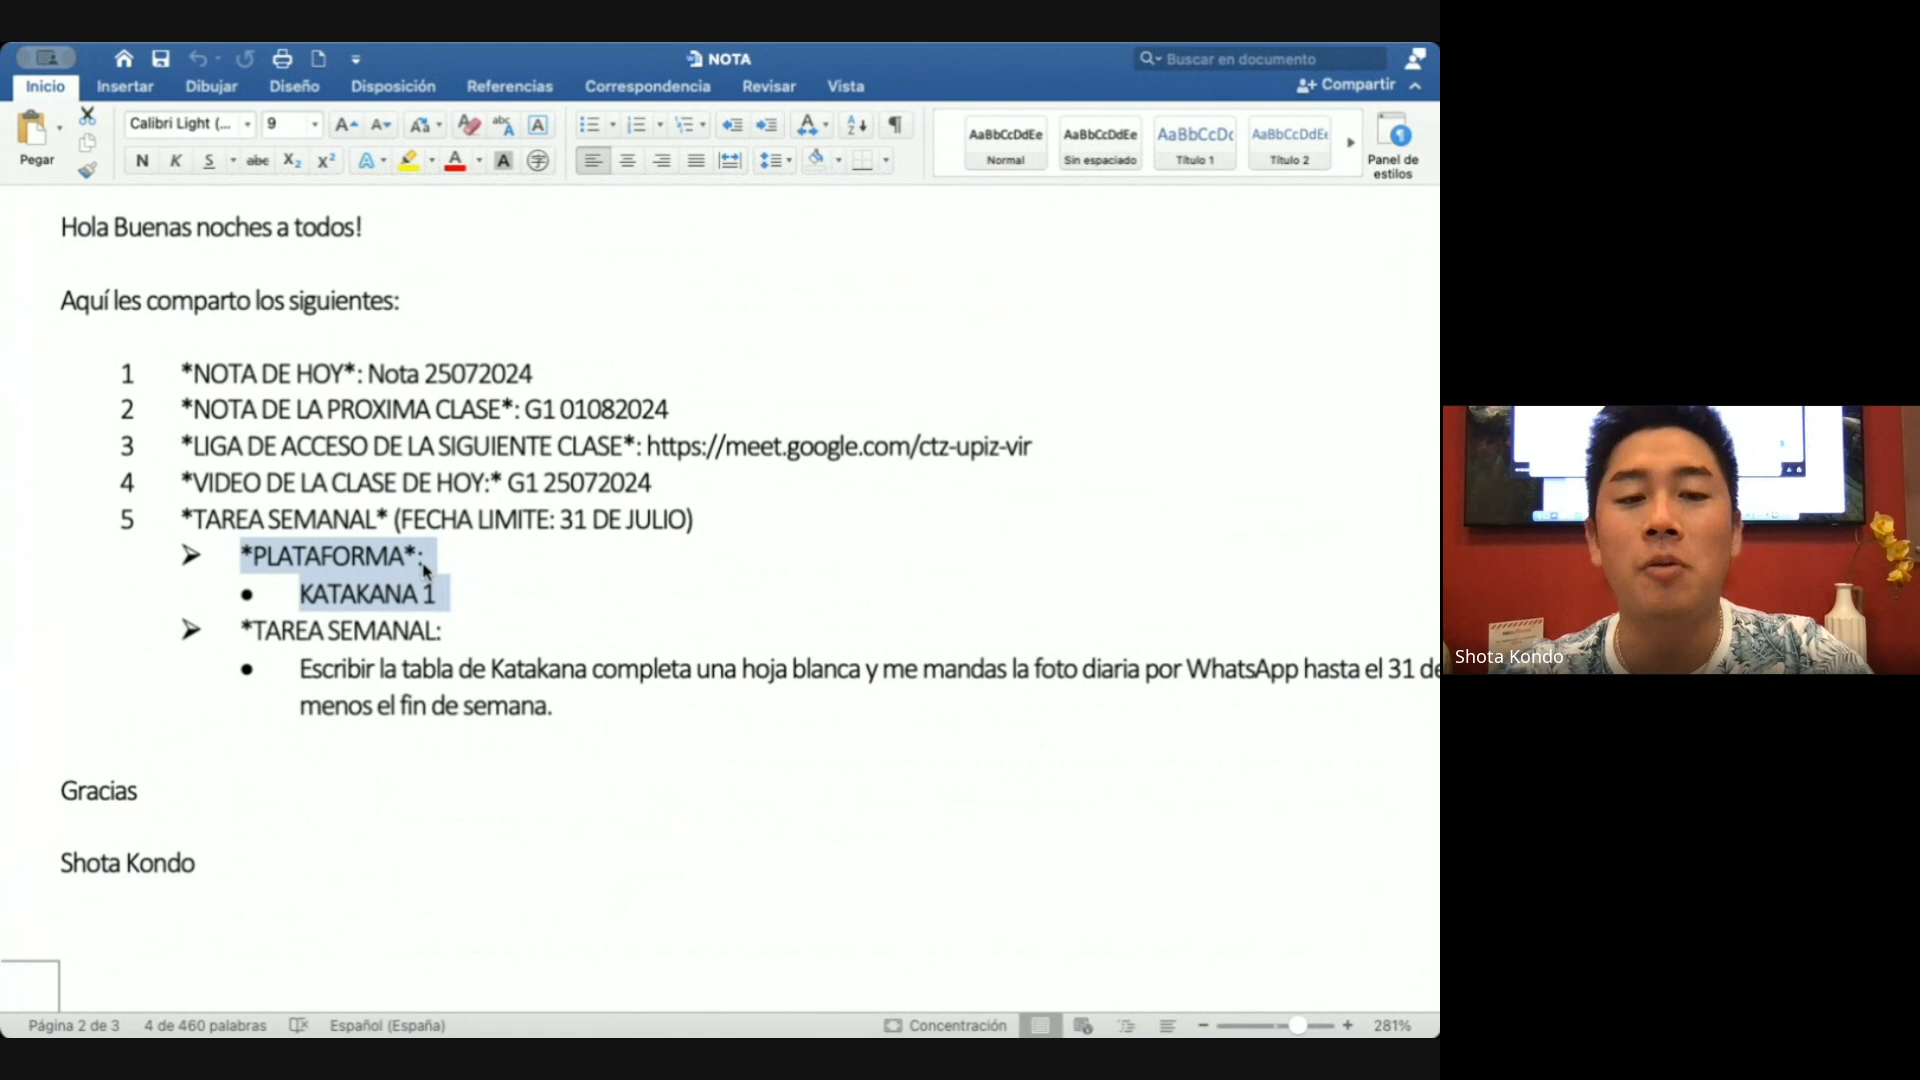 NOTA
Buscar en documento
Inicio
Insertar
Dibujar
Diseño
Disposición
Referencias
Correspondencia
Revisar
Vista
Compartir
Pegar
Calibri Light (...
9
AaBbCcDdEe
AaBbCcDdEe
AaBbCcDc
AaBbCcDdEe
Normal
Sin espaciado
Título 1
Título 2
Panel de
estilos
Hola Buenas noches a todos!
Aquí les comparto los siguientes:
1 *NOTA DE HOY*: Nota 25072024
2 *NOTA DE LA PROXIMA CLASE*: G1 01082024
3 *LIGA DE ACCESO DE LA SIGUIENTE CLASE*: https://meet.google.com/ctz-upiz-vir
4 *VIDEO DE LA CLASE DE HOY:* G1 25072024
5 *TAREA SEMANAL* (FECHA LIMITE: 31 DE JULIO)
➢ *PLATAFORMA*:
• KATAKANA 1
➢ *TAREA SEMANAL:
• Escribir la tabla de Katakana completa una hoja blanca y me mandas la foto diaria por WhatsApp hasta el 31 de
menos el fin de semana.
Gracias
Shota Kondo
Página 2 de 3 4 de 460 palabras Español (España) Concentración 281%
Shota Kondo